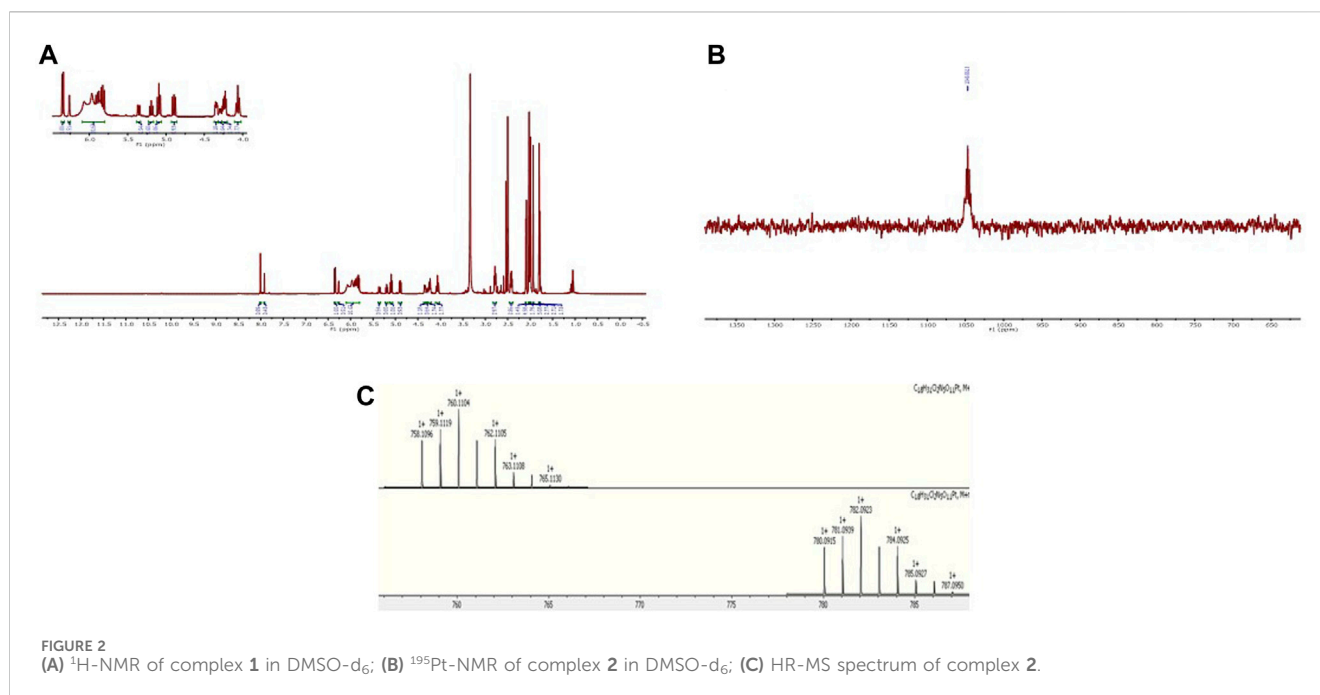 A
6.0 5.5 5.0 4.5 4.0
f1 (ppm)
12.5 11.5 10.5 9.5 9.0 8.5 8.0 7.5 7.0 6.5 6.0 5.5 5.0 4.5 4.0 3.5 3.0 2.5 2.0 1.5 1.0 0.5 0.0 -0.5
f1 (ppm)
B
1350 1300 1250 1200 1150 1100 1050 1000 950 900 850 800 750 700 650
f1 (ppm)
C
1+
758.1096
1+
759.1119
1+
760.1104
1+
762.1105
1+
763.1108
1+
765.1130
1+
780.0915
1+
781.0939
1+
782.0923
1+
784.0925
1+
785.0927
1+
787.0950
760 765 770 775 780 785
FIGURE 2
(A) ¹H-NMR of complex 1 in DMSO-d₆; (B) ¹⁹⁵Pt-NMR of complex 2 in DMSO-d₆; (C) HR-MS spectrum of complex 2.